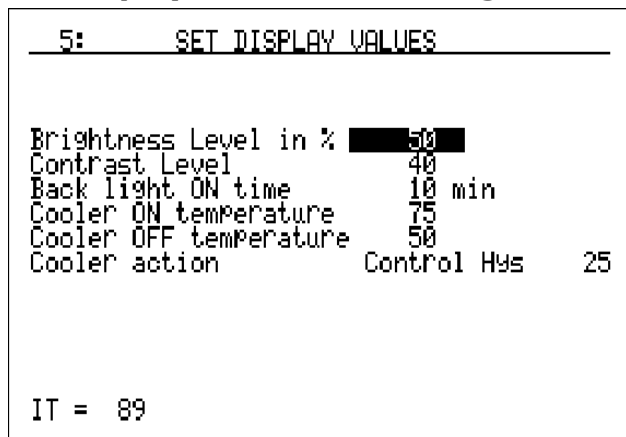 5: SET DISPLAY VALUES
Brightness Level in % 50
Contrast Level 40
Back light ON time 10 min
Cooler ON temperature 75
Cooler OFF temperature 50
Cooler action Control Hys 25
IT = 89